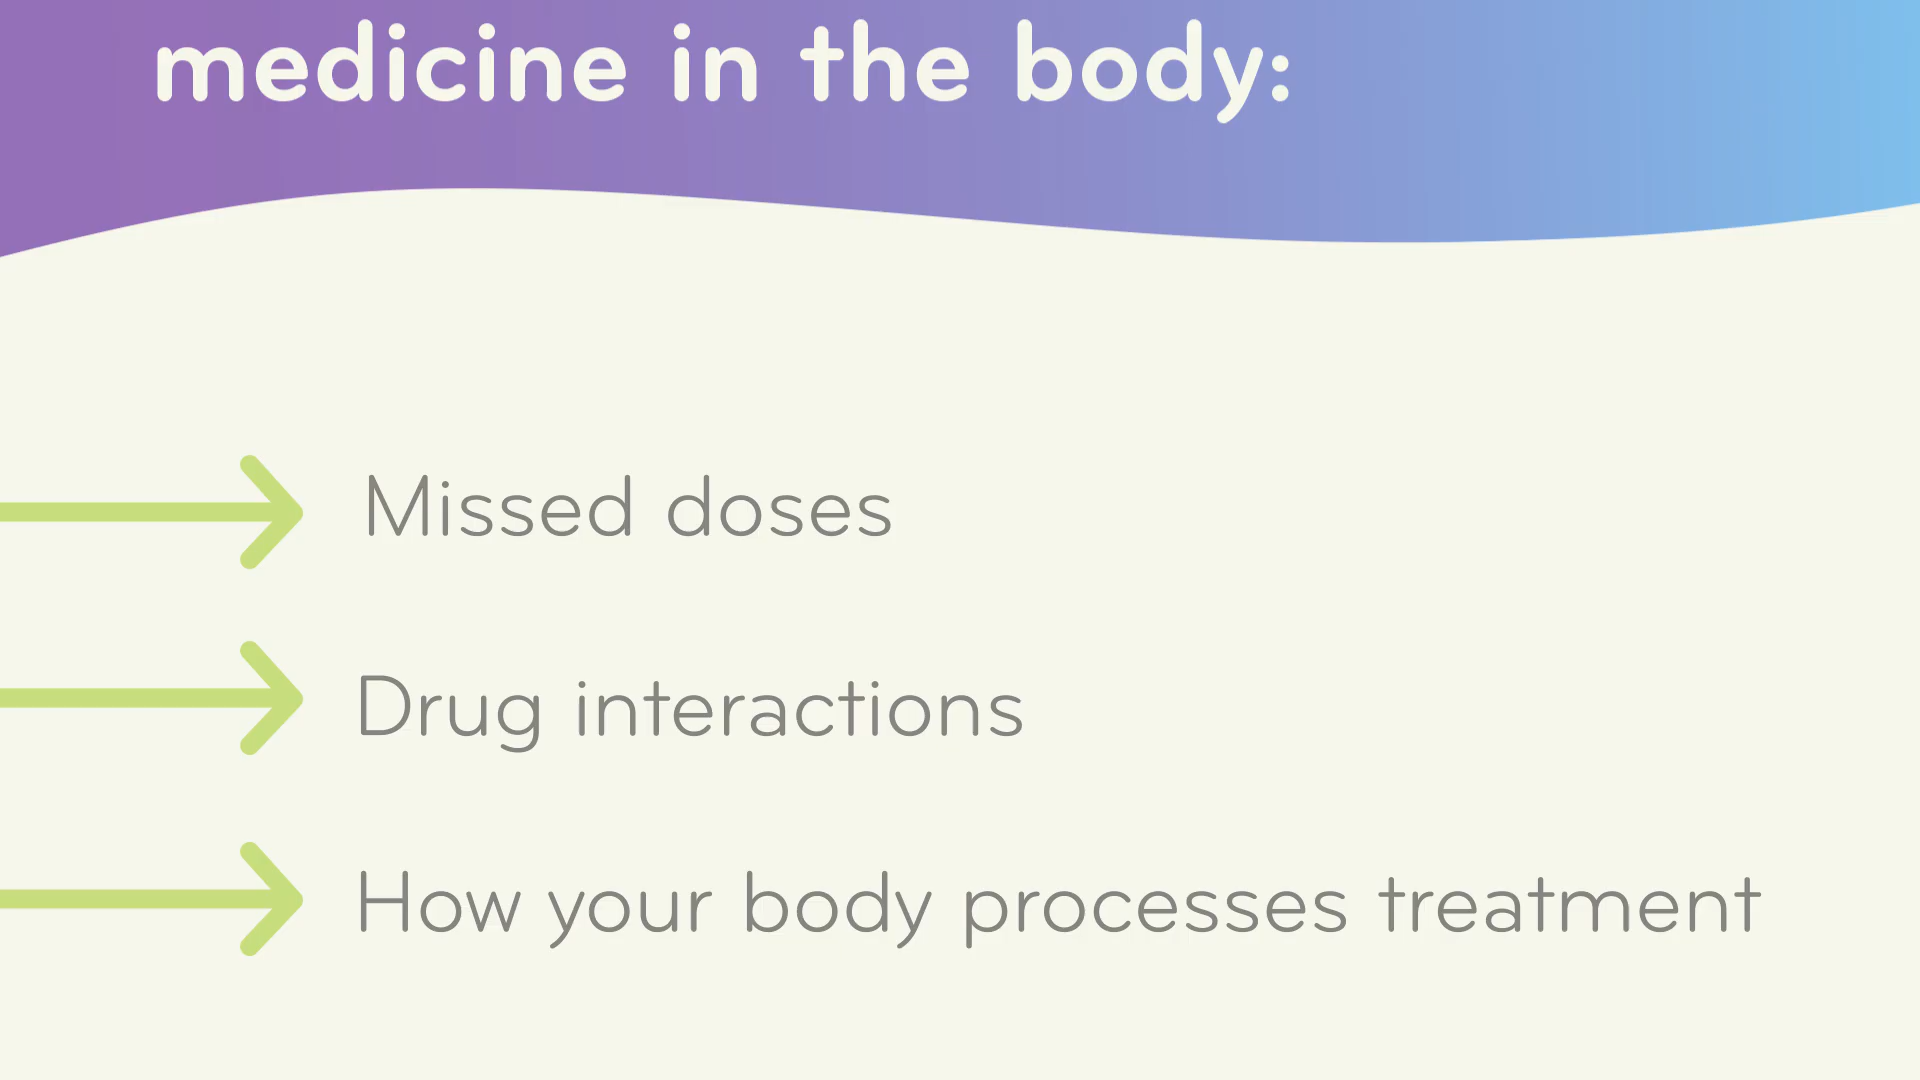 medicine in the body:
Missed doses
Drug interactions
How your body processes treatment